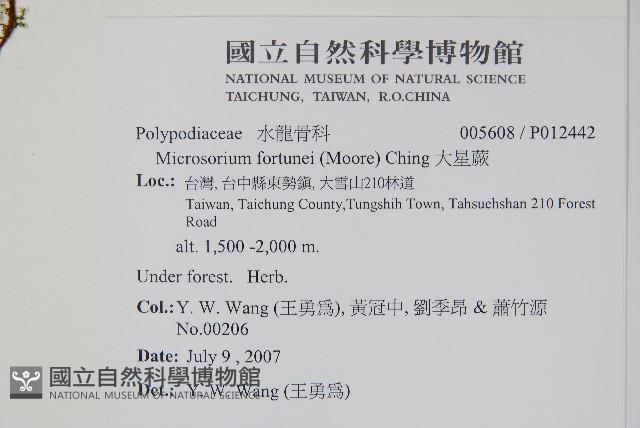 國立自然科學博物館
NATIONAL MUSEUM OF NATURAL SCIENCE
TAICHUNG, TAIWAN, R.O.CHINA
Polypodiaceae 水龍骨科 005608 / P012442
Microsorium fortunei (Moore) Ching 大星蕨
Loc.: 台灣, 台中縣東勢鎮, 大雪山210林道
Taiwan, Taichung County,Tungshih Town, Tahsuchshan 210 Forest
Road
alt. 1,500 -2,000 m.
Under forest. Herb.
Col.: Y. W. Wang (王勇為), 黃冠中, 劉季昂 & 蕭竹源
No.00206
Date: July 9 , 2007
Det.: Y. W. Wang (王勇為)
國立自然科學博物館
NATIONAL MUSEUM OF NATURAL SCIENCE